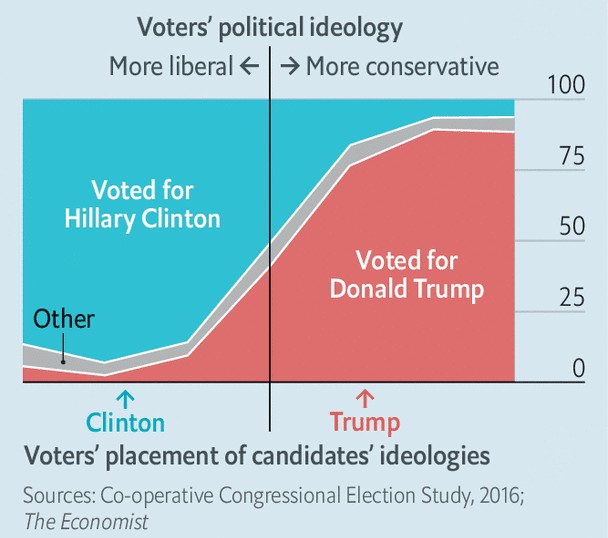 Voters’ political ideology
More liberal ← → More conservative
100
75
50
25
0
Voted for
Hillary Clinton
Voted for
Donald Trump
Other
↑ ↑
Clinton Trump
Voters’ placement of candidates’ ideologies
Sources: Co-operative Congressional Election Study, 2016;
The Economist